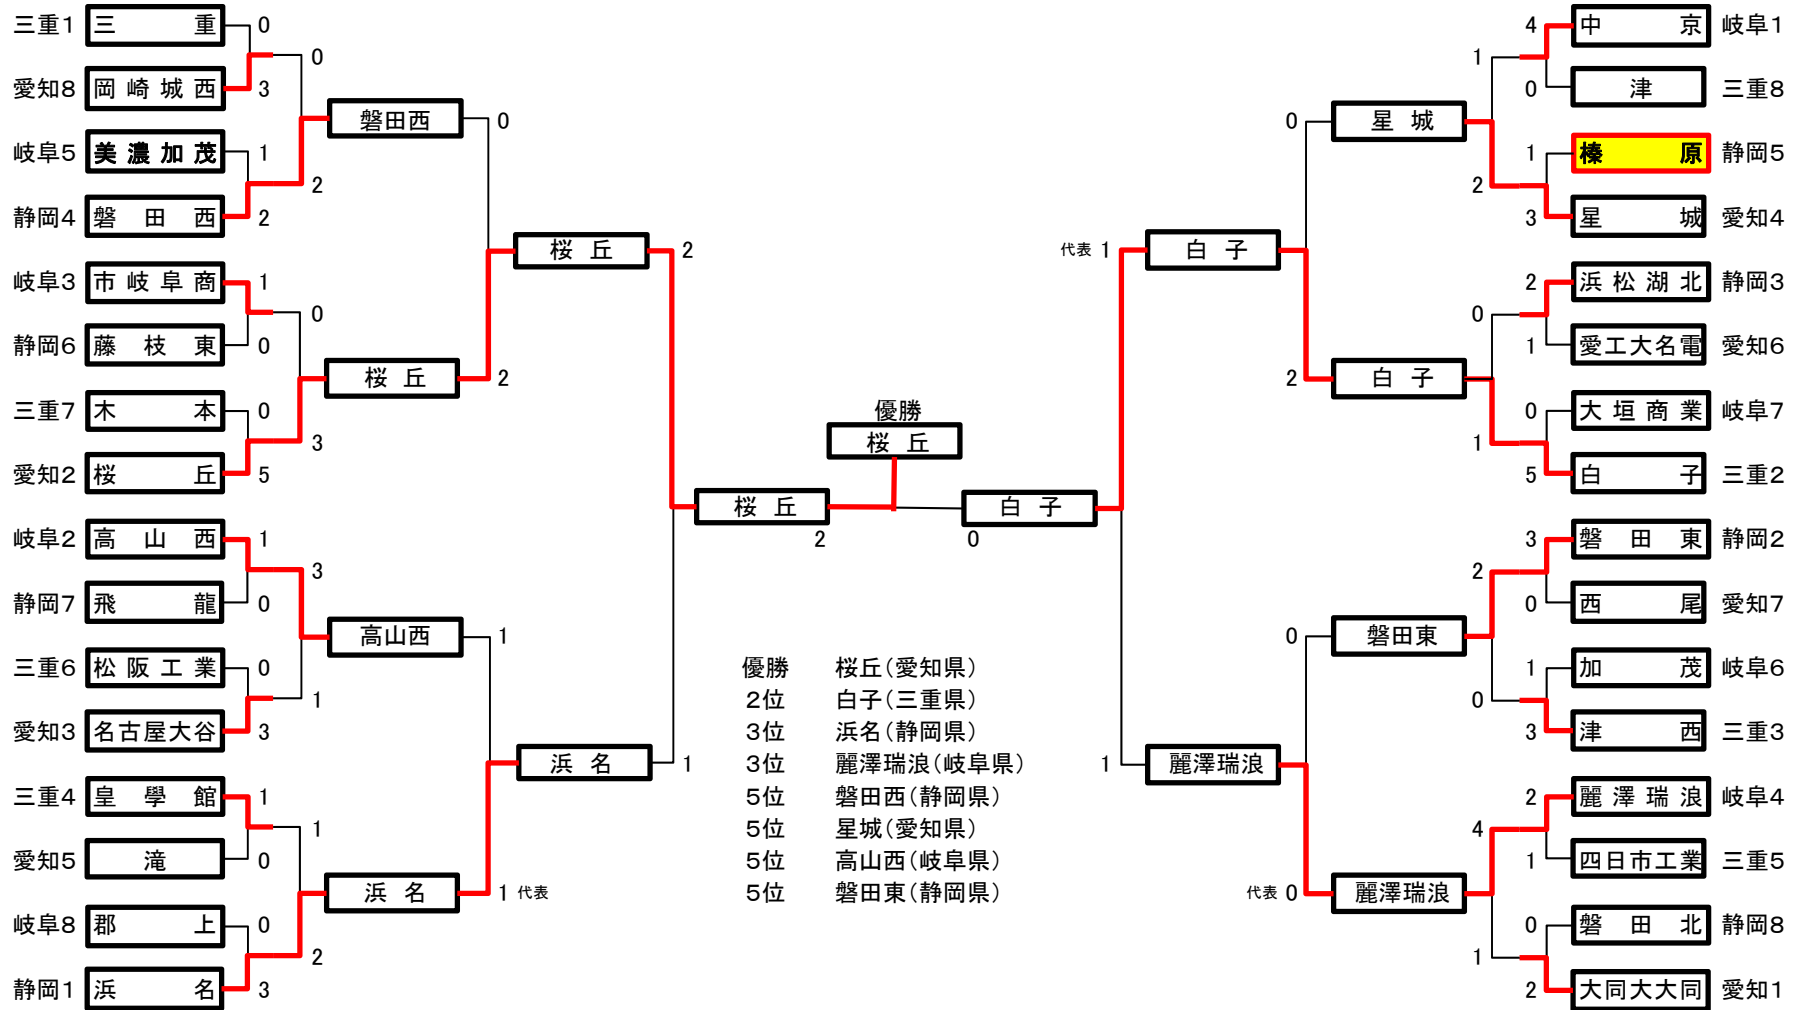 三重1 三重 0
0
愛知8 岡崎城西 3
磐田西 0
岐阜5 美濃加茂 1
2
静岡4 磐田西 2
桜丘 2
岐阜3 市岐阜商 1
0
静岡6 藤枝東 0
桜丘 2
三重7 木本 0
3
愛知2 桜丘 5
優勝
桜丘
桜丘 2
白子 0
岐阜2 高山西 1
3
静岡7 飛龍 0
高山西 1
三重6 松阪工業 0
1
愛知3 名古屋大谷 3
浜名 1
三重4 皇學館 1
1
愛知5 滝 0
浜名 1 代表
岐阜8 郡上 0
2
静岡1 浜名 3
4 中京 岐阜1
1
0 津 三重8
0 星城
1 榛原 静岡5
2
3 星城 愛知4
代表 1 白子
2 浜松湖北 静岡3
0
1 愛工大名電 愛知6
2 白子
0 大垣商業 岐阜7
1
5 白子 三重2
3 磐田東 静岡2
2
0 西尾 愛知7
0 磐田東
1 加茂 岐阜6
0
3 津西 三重3
1 麗澤瑞浪
2 麗澤瑞浪 岐阜4
4
1 四日市工業 三重5
代表 0 麗澤瑞浪
0 磐田北 静岡8
1
2 大同大大同 愛知1
優勝 桜丘(愛知県)
2位 白子(三重県)
3位 浜名(静岡県)
3位 麗澤瑞浪(岐阜県)
5位 磐田西(静岡県)
5位 星城(愛知県)
5位 高山西(岐阜県)
5位 磐田東(静岡県)